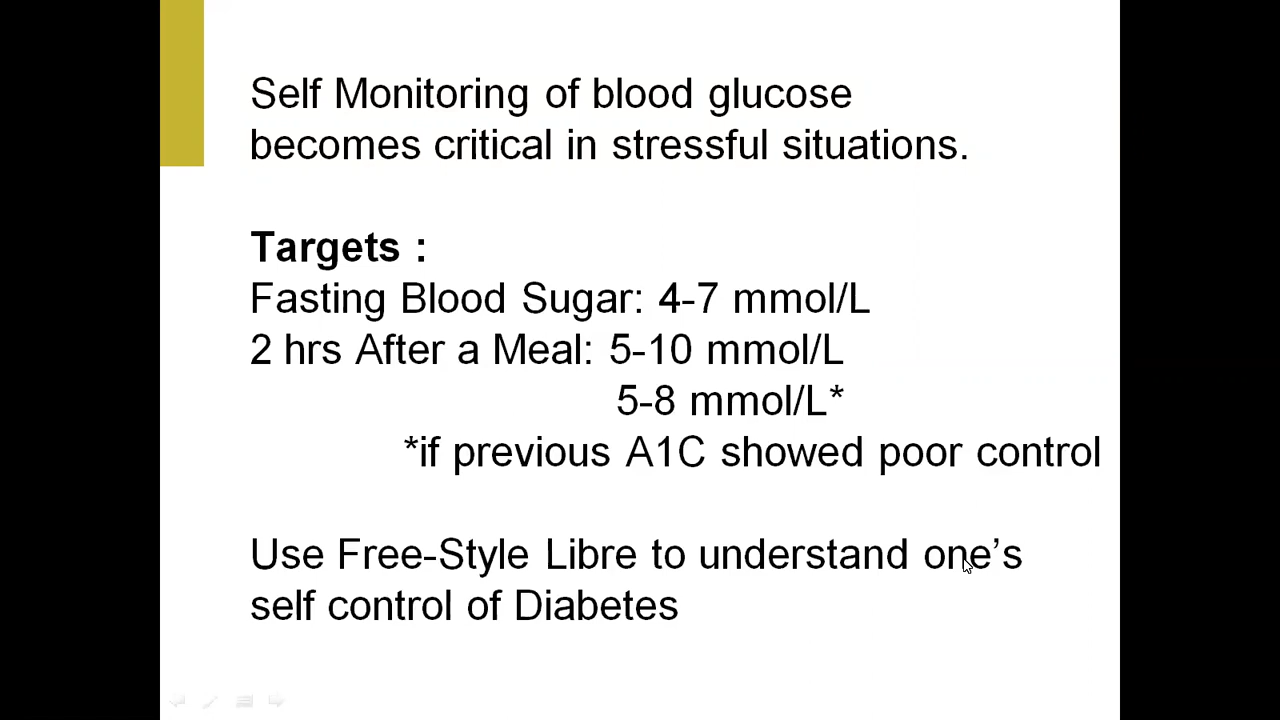 Self Monitoring of blood glucose
becomes critical in stressful situations.
Targets :
Fasting Blood Sugar: 4-7 mmol/L
2 hrs After a Meal: 5-10 mmol/L
5-8 mmol/L*
*if previous A1C showed poor control
Use Free-Style Libre to understand one’s
self control of Diabetes